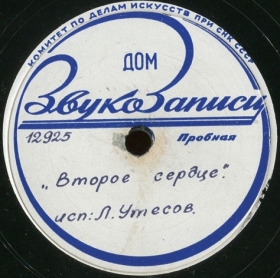 КОМИТЕТ ПО ДЕЛАМ ИСКУССТВ ПРИ СНК СССР
ДОМ
ЗвукоЗаписи
12925 Пробная
„Второе сердце".
исп: Л. Утесов.